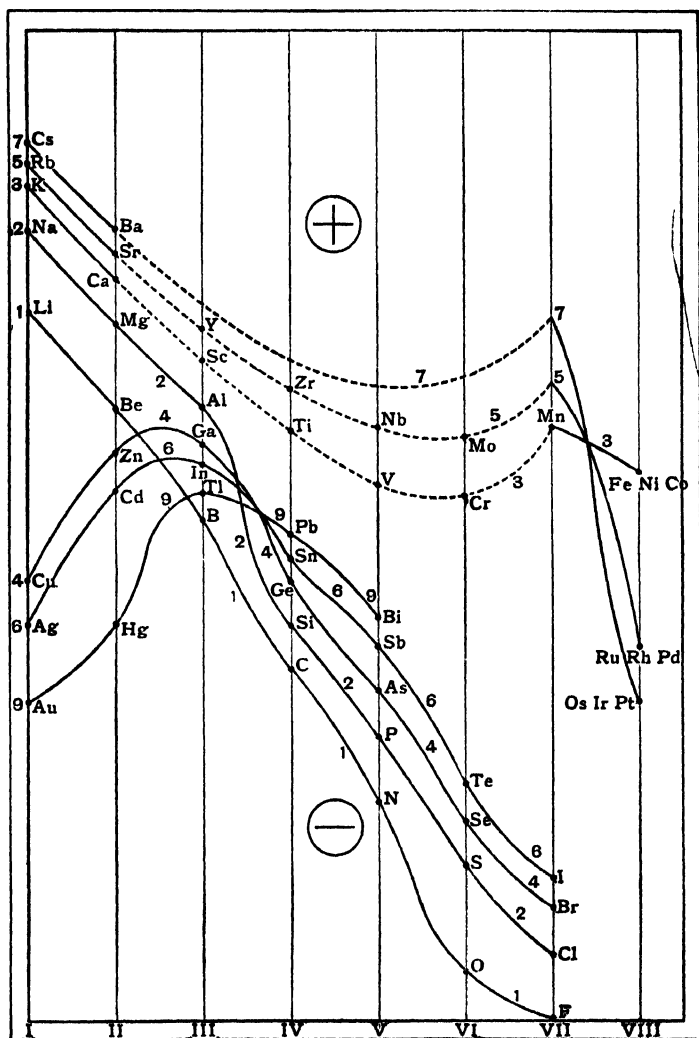 7 Cs
5 Rb
3 K
2 Na
Ba
+
Sr
Ca
1 Li
7
Mg
Y
Sc
7
2
Zr
5
Be
Al
4
Ga
Ti
Nb
5
Mn
Mo
3
Zn
6
In
V
Fe Ni Co
Cd
9
Tl
3
Cr
B
9
Pb
2
4
Sn
4 Cu
Ge
6
9
1
Bi
6 Ag
Hg
Si
Sb
Ru Rh Pd
C
2
As
6
9 Au
Os Ir Pt
P
4
1
Te
N
−
Se
S
6
I
4
Br
2
Cl
O
1
F
I II III IV V VI VII VIII